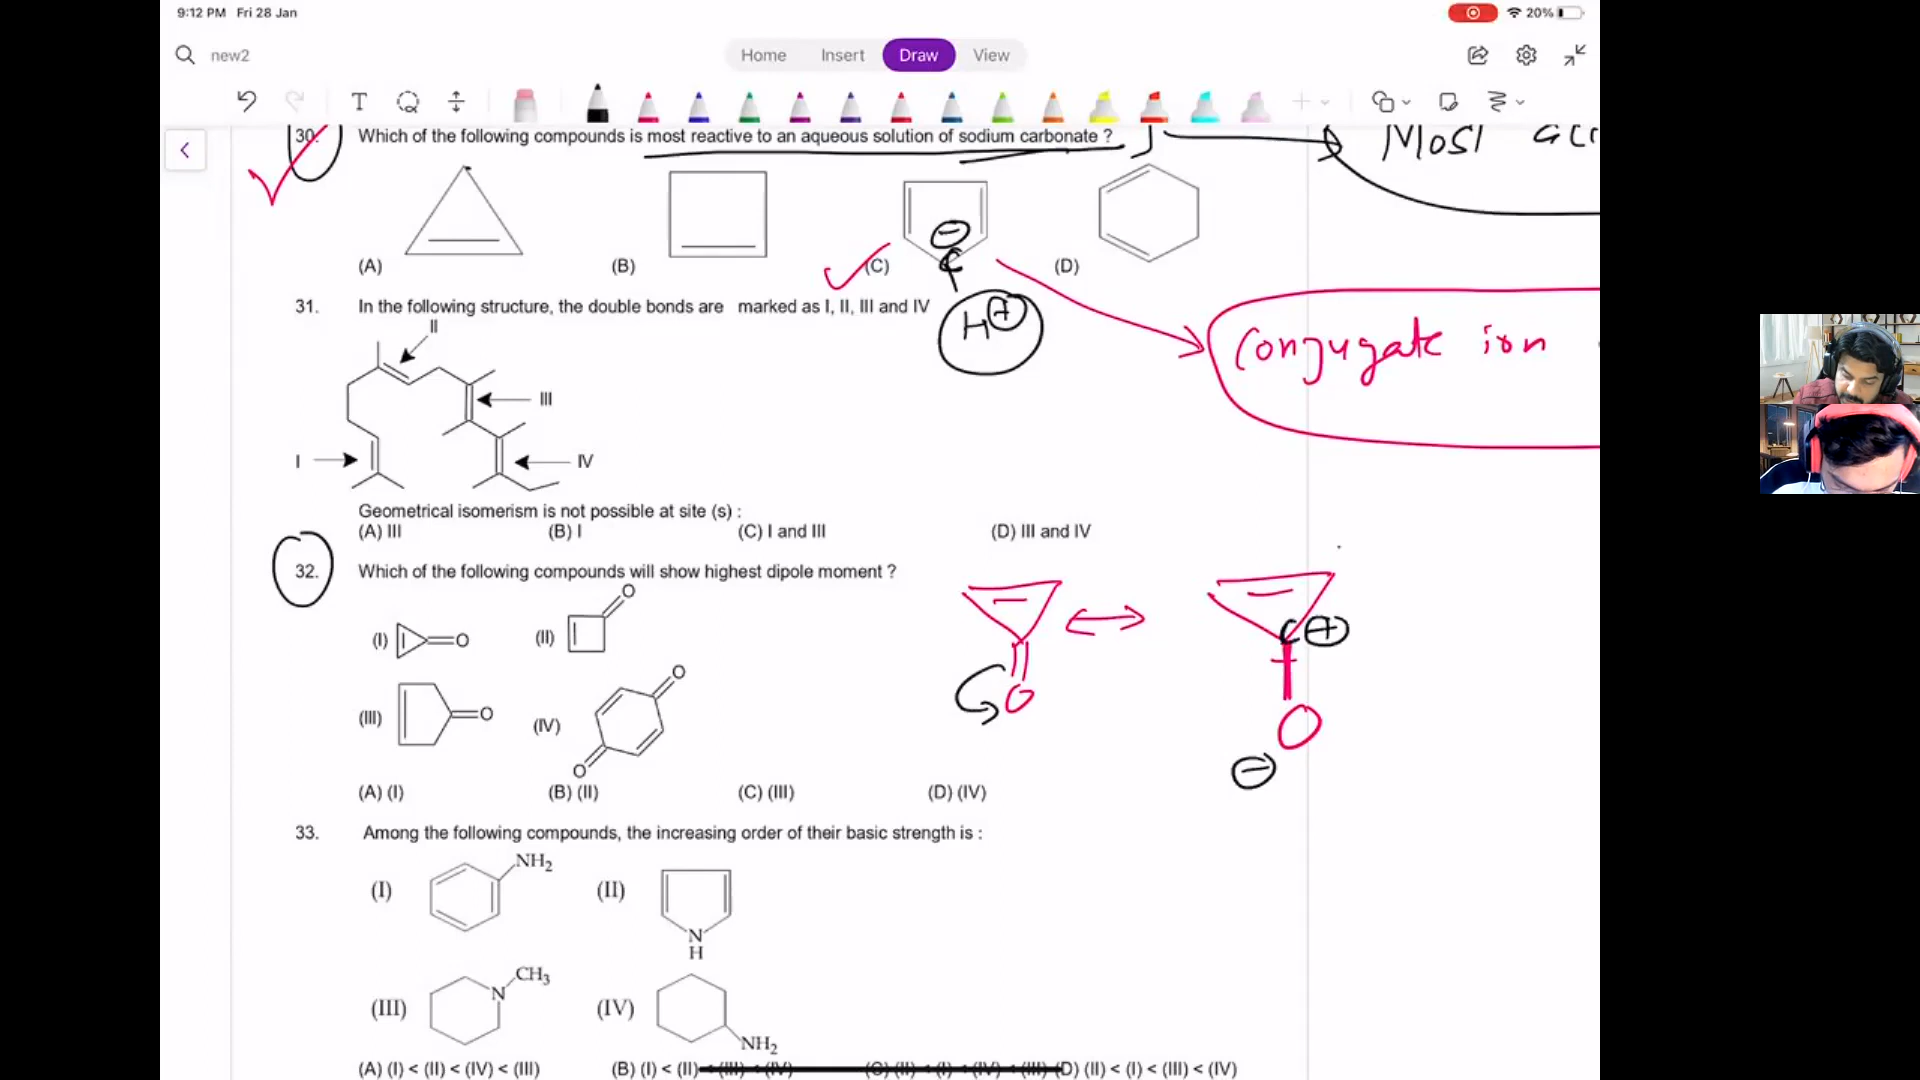 9:12 PM Fri 28 Jan
20%
new2
Home Insert Draw View
T
30. Which of the following compounds is most reactive to an aqueous solution of sodium carbonate ?
Most
(A) (B) (C) (D)
⊖
C
H⊕
Conjugate ion
31. In the following structure, the double bonds are marked as I, II, III and IV
II
III
I
IV
Geometrical isomerism is not possible at site (s) :
(A) III (B) I (C) I and III (D) III and IV
32. Which of the following compounds will show highest dipole moment ?
(I) O (II) O
(III) O (IV) O O
O
C ⊕
O
⊖
(A) (I) (B) (II) (C) (III) (D) (IV)
33. Among the following compounds, the increasing order of their basic strength is :
(I) NH2 (II) N H
(III) N CH3 (IV) NH2
(A) (I) < (II) < (IV) < (III) (B) (I) < (II) < (III) < (IV) (C) (II) < (I) < (IV) < (III) (D) (II) < (I) < (III) < (IV)